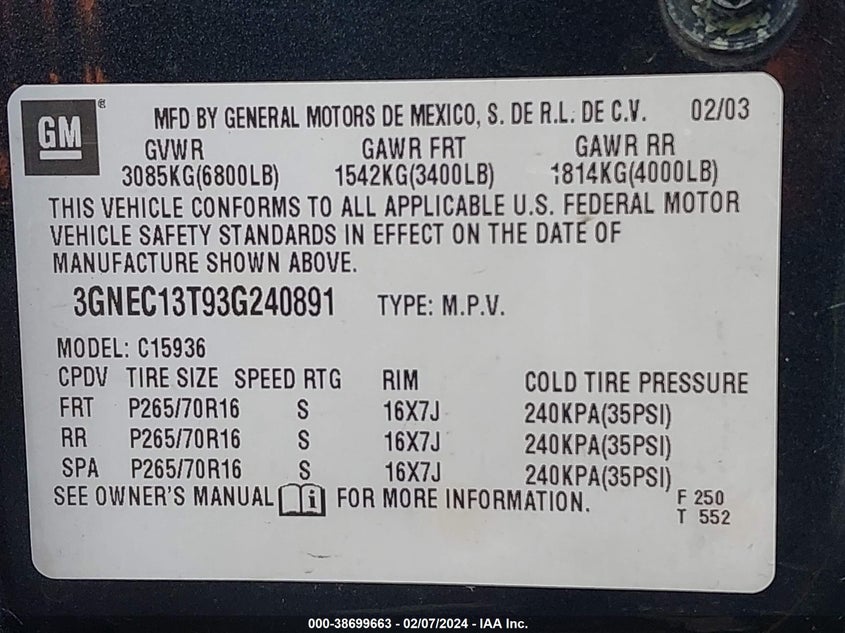 GM ® MFD BY GENERAL MOTORS DE MEXICO, S. DE R.L. DE C.V. 02/03
GVWR GAWR FRT GAWR RR
3085KG(6800LB) 1542KG(3400LB) 1814KG(4000LB)
THIS VEHICLE CONFORMS TO ALL APPLICABLE U.S. FEDERAL MOTOR
VEHICLE SAFETY STANDARDS IN EFFECT ON THE DATE OF
MANUFACTURE SHOWN ABOVE.
3GNEC13T93G240891 TYPE: M.P.V.
MODEL: C15936
CPDV TIRE SIZE SPEED RTG RIM COLD TIRE PRESSURE
FRT P265/70R16 S 16X7J 240KPA(35PSI)
RR P265/70R16 S 16X7J 240KPA(35PSI)
SPA P265/70R16 S 16X7J 240KPA(35PSI)
SEE OWNER'S MANUAL i FOR MORE INFORMATION. F 250
T 552
000-38699663 - 02/07/2024 - IAA Inc.